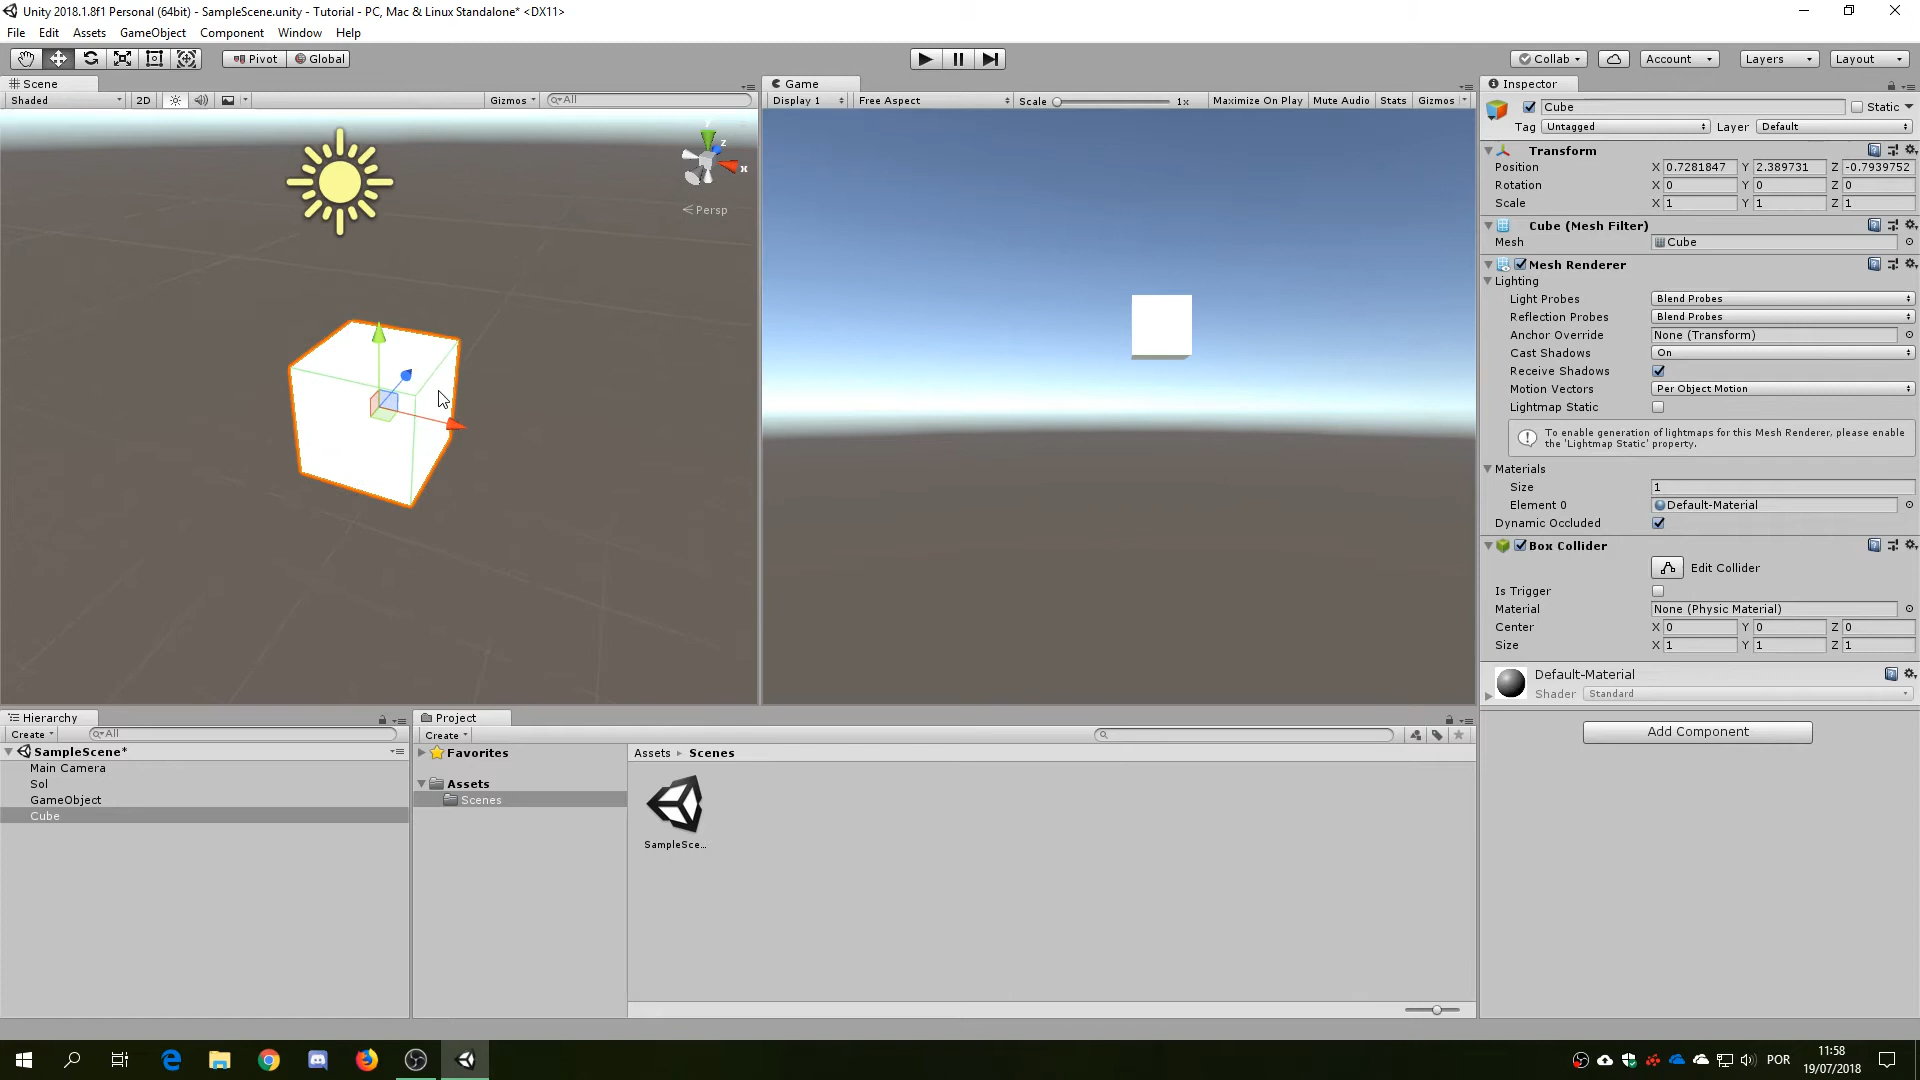 Unity 2018.1.8f1 Personal (64bit) - SampleScene.unity - Tutorial - PC, Mac & Linux Standalone* <DX11>
File Edit Assets GameObject Component Window Help
Pivot Global Collab Account Layers Layout
Scene
Shaded 2D Gizmos All
y
z
x
Persp
Game
Display 1 Free Aspect Scale 1x Maximize On Play Mute Audio Stats Gizmos
Inspector
Cube Static
Tag Untagged Layer Default
Transform
Position X 0.7281847 Y 2.389731 Z -0.7939752
Rotation X 0 Y 0 Z 0
Scale X 1 Y 1 Z 1
Cube (Mesh Filter)
Mesh Cube
Mesh Renderer
Lighting
Light Probes Blend Probes
Reflection Probes Blend Probes
Anchor Override None (Transform)
Cast Shadows On
Receive Shadows
Motion Vectors Per Object Motion
Lightmap Static
To enable generation of lightmaps for this Mesh Renderer, please enable
the 'Lightmap Static' property.
Materials
Size 1
Element 0 Default-Material
Dynamic Occluded
Box Collider
Edit Collider
Is Trigger
Material None (Physic Material)
Center X 0 Y 0 Z 0
Size X 1 Y 1 Z 1
Default-Material
Shader Standard
Add Component
Hierarchy
Create All
SampleScene*
Main Camera
Sol
GameObject
Cube
Project
Create
Favorites
Assets
Scenes
Assets ▸ Scenes
SampleSce...
POR
11:58
19/07/2018